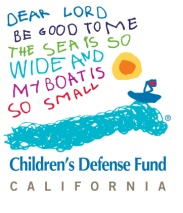 DEAR LORD
BE GOOD TO ME
THE SEA IS SO
WIDE AND
MY BOAT IS
SO SMALL
®
Children's Defense Fund
CALIFORNIA